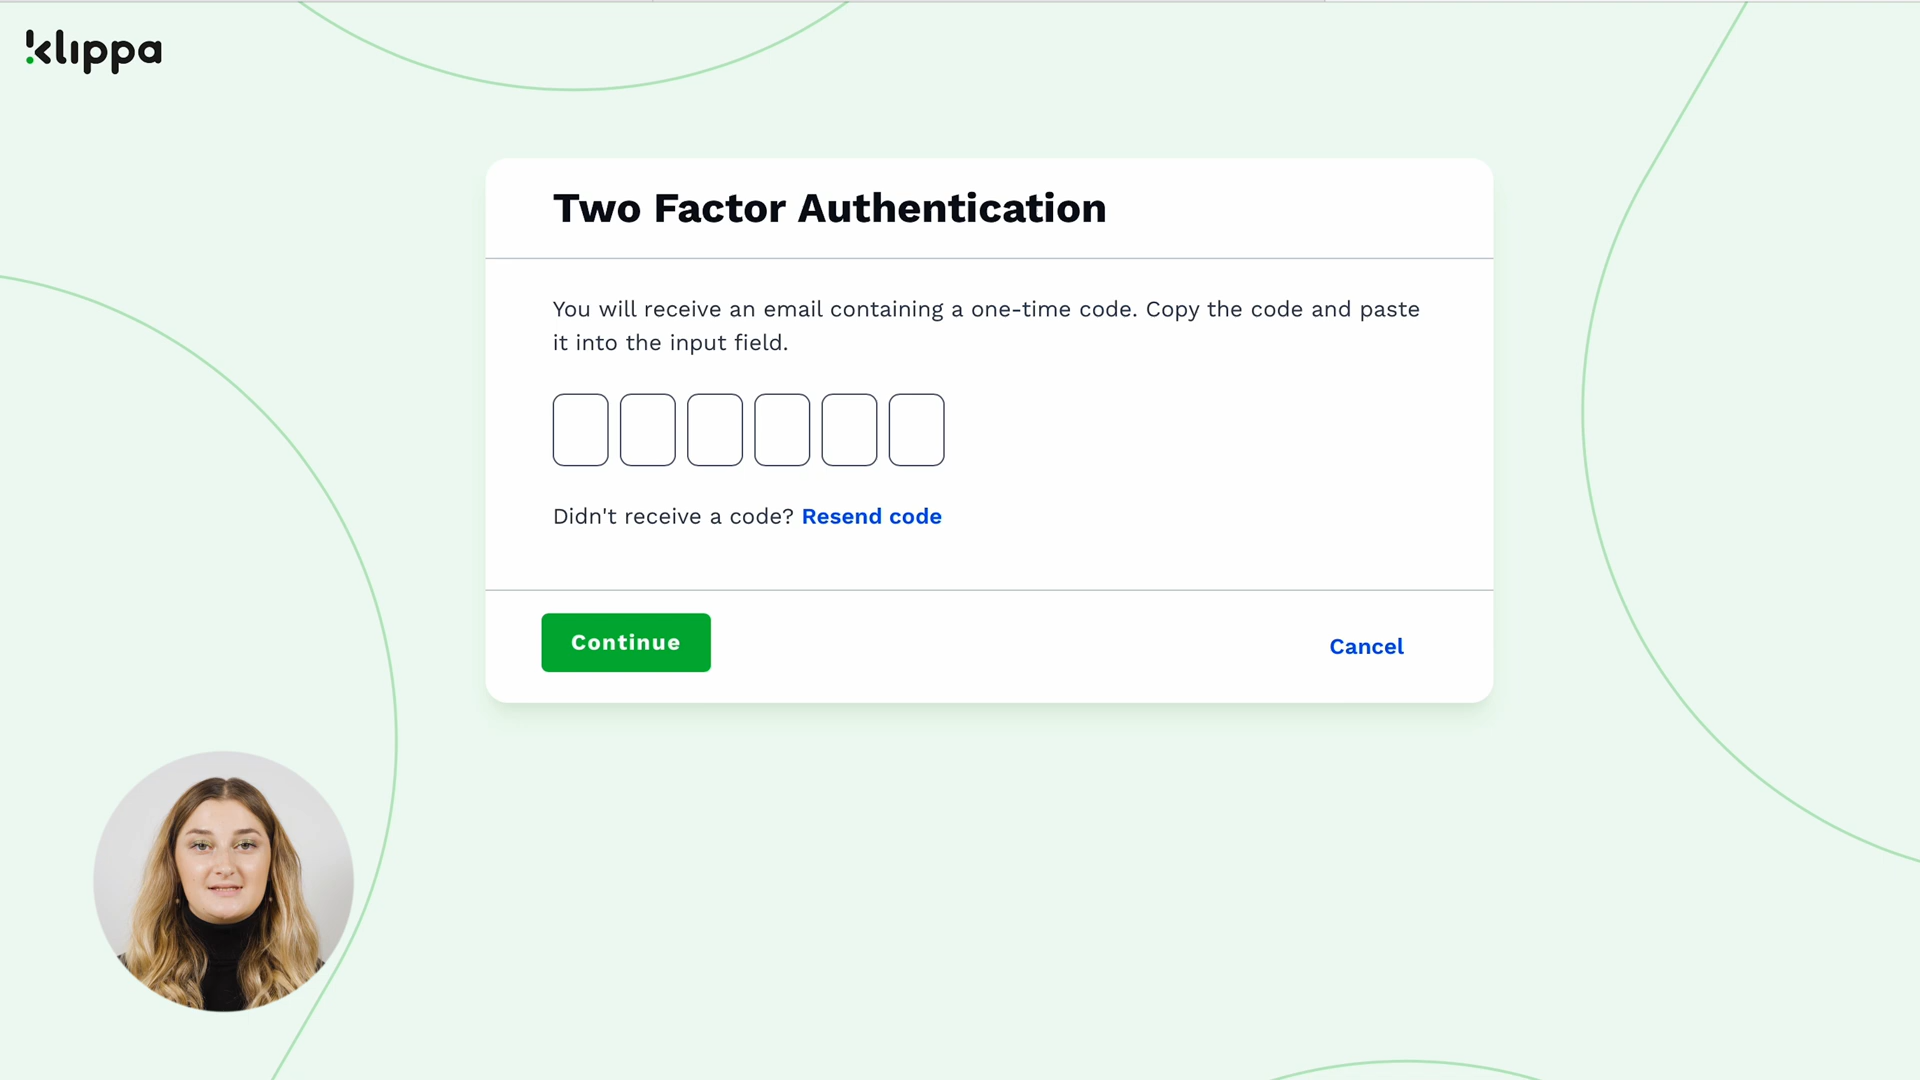 klippa
Two Factor Authentication
You will receive an email containing a one-time code. Copy the code and paste
it into the input field.
Didn't receive a code? Resend code
Continue
Cancel